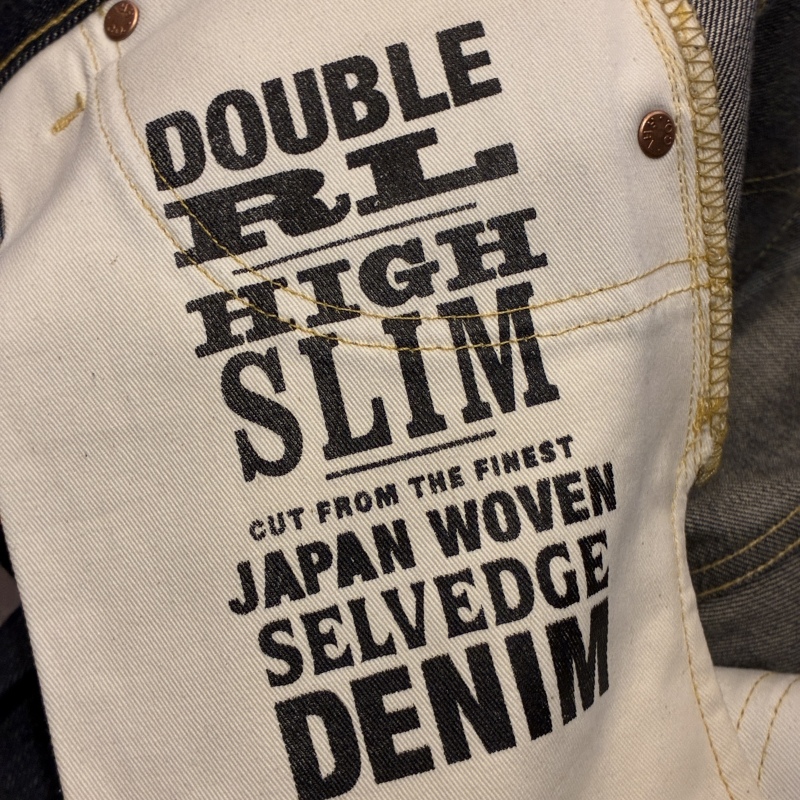 DOUBLE
RL
HIGH
SLIM
CUT FROM THE FINEST
JAPAN WOVEN
SELVEDGE
DENIM